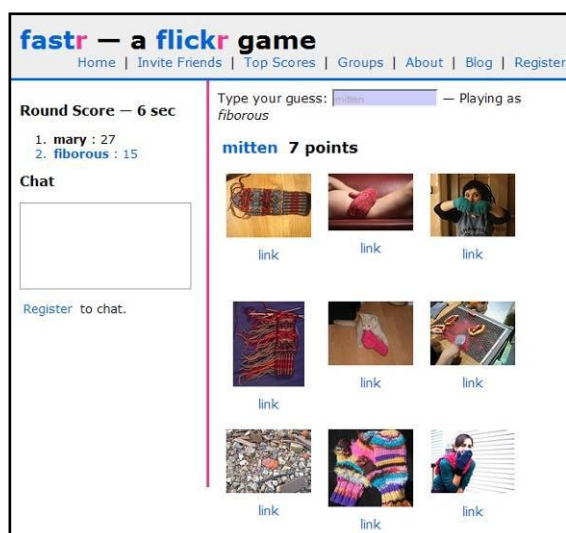 fastr — a flickr game
Home | Invite Friends | Top Scores | Groups | About | Blog | Register
Round Score — 6 sec
1. mary : 27
2. fiborous : 15
Chat
Register to chat.
Type your guess: mitten — Playing as
fiborous
mitten 7 points
link link link
link link link
link link link